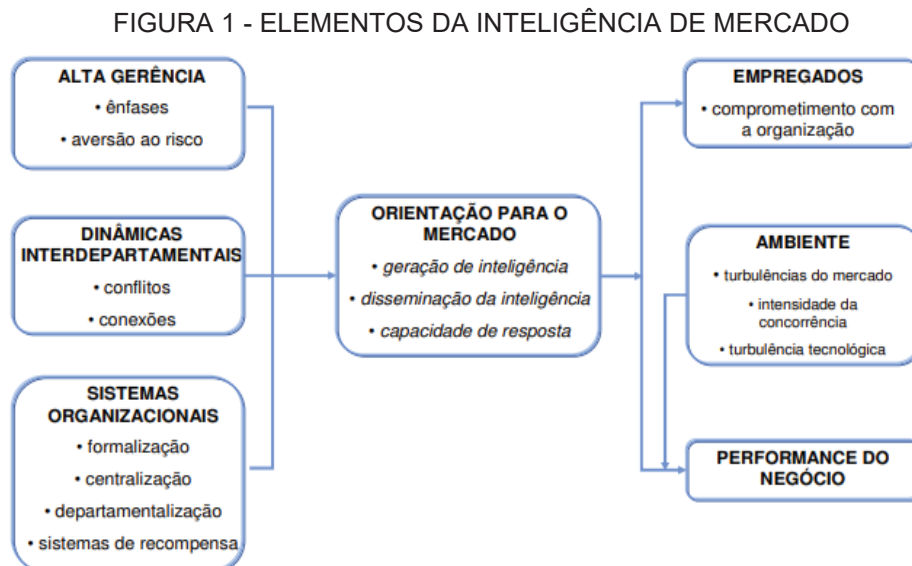 FIGURA 1 - ELEMENTOS DA INTELIGÊNCIA DE MERCADO
ALTA GERÊNCIA
• ênfases
• aversão ao risco
DINÂMICAS
INTERDEPARTAMENTAIS
• conflitos
• conexões
SISTEMAS
ORGANIZACIONAIS
• formalização
• centralização
• departamentalização
• sistemas de recompensa
ORIENTAÇÃO PARA O
MERCADO
• geração de inteligência
• disseminação da inteligência
• capacidade de resposta
EMPREGADOS
• comprometimento com
a organização
AMBIENTE
• turbulências do mercado
• intensidade da
concorrência
• turbulência tecnológica
PERFORMANCE DO
NEGÓCIO